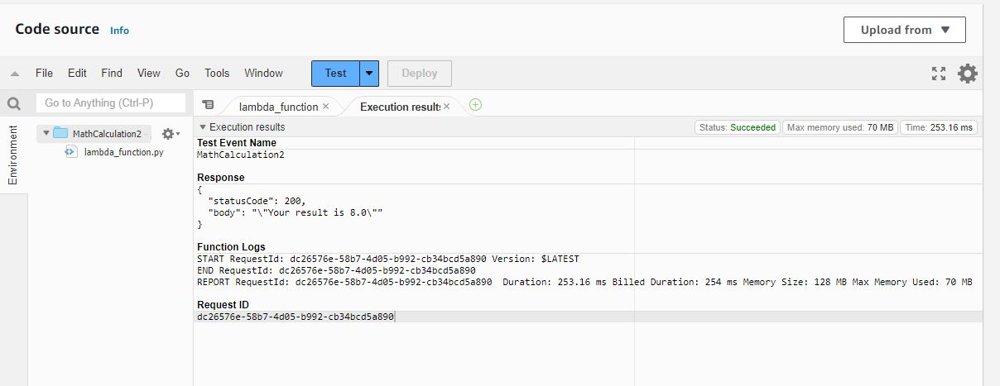 Code source Info
Upload from
File Edit Find View Go Tools Window Test Deploy
Go to Anything (Ctrl-P)
lambda_function Execution results
Environment
MathCalculation2
lambda_function.py
Execution results
Status: Succeeded Max memory used: 70 MB Time: 253.16 ms
Test Event Name
MathCalculation2
Response
{
"statusCode": 200,
"body": "\"Your result is 8.0\""
}
Function Logs
START RequestId: dc26576e-58b7-4d05-b992-cb34bcd5a890 Version: $LATEST
END RequestId: dc26576e-58b7-4d05-b992-cb34bcd5a890
REPORT RequestId: dc26576e-58b7-4d05-b992-cb34bcd5a890 Duration: 253.16 ms Billed Duration: 254 ms Memory Size: 128 MB Max Memory Used: 70 MB
Request ID
dc26576e-58b7-4d05-b992-cb34bcd5a890